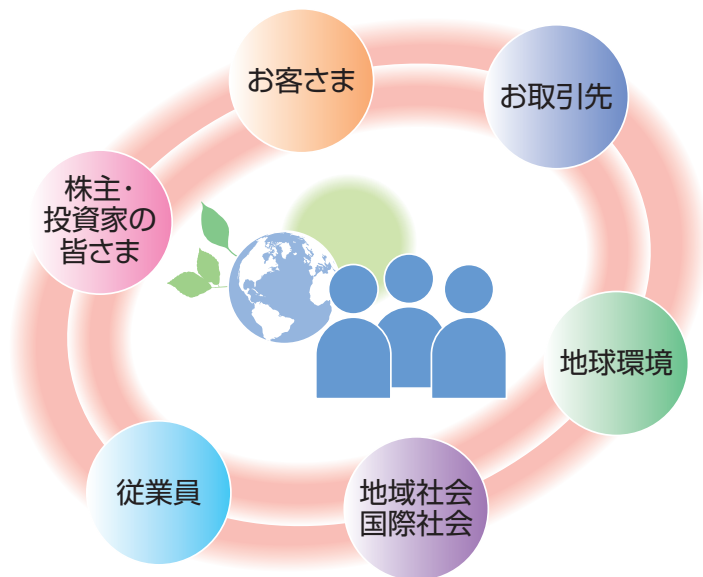 お客さま
お取引先
株主・
投資家の
皆さま
地球環境
従業員
地域社会
国際社会